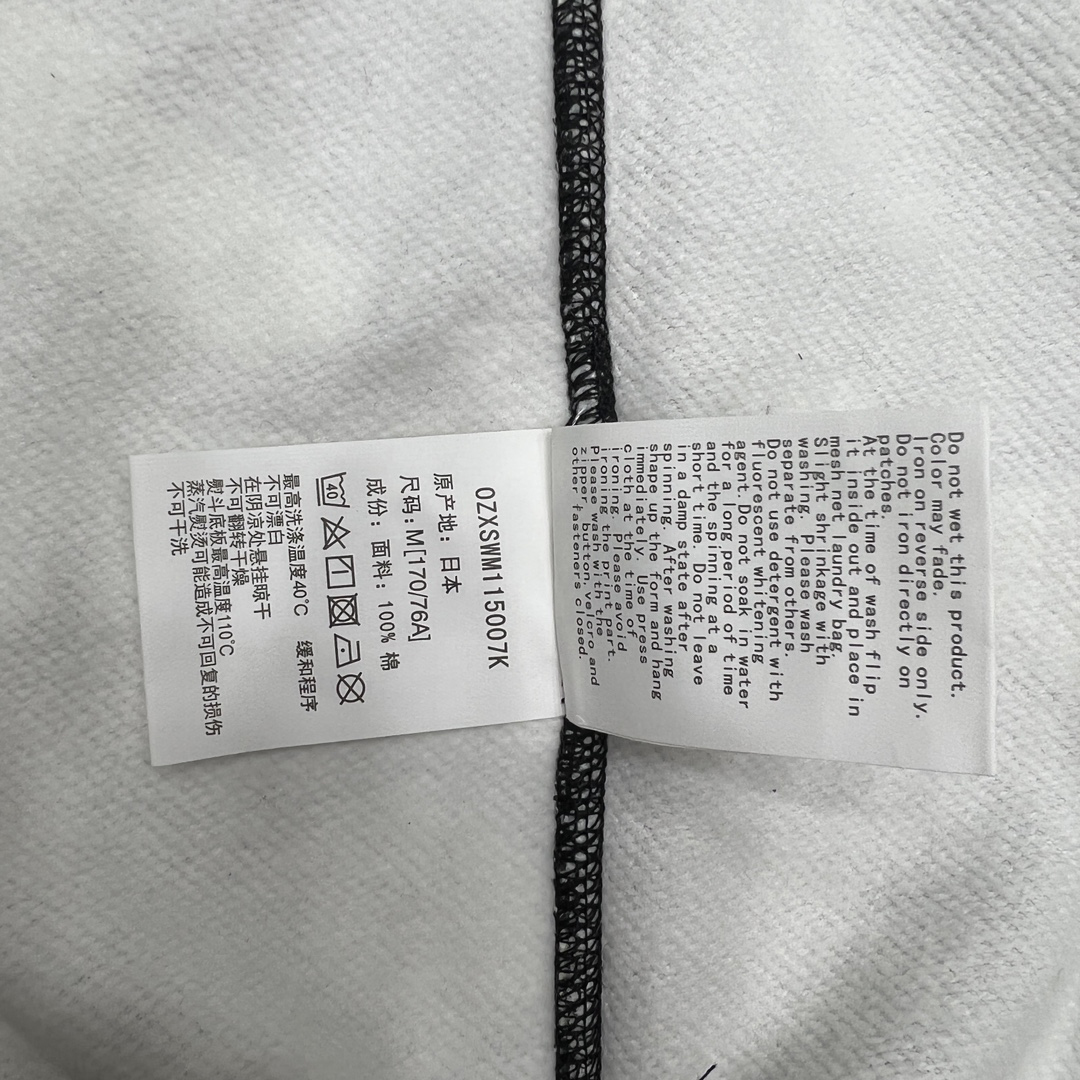 OZXSWM115007K
原产地: 日本
尺码:M[170/76A]
成份: 面料: 100% 棉
40
最高洗涤温度40℃ 缓和程序
不可漂白
在阴凉处悬挂晾干
不可翻转干燥
熨斗底板最高温度110℃
蒸汽熨烫可能造成不可回复的损伤
不可干洗
Do not wet this product.
Color may fade.
Iron on reverse side only.
Do not iron directly on
patches.
At the time of wash flip
it inside out and place in
mesh net laundry bag.
Slight shrinkage with
washing. Please wash
separate from others.
Do not use detergent with
fluorescent whitening
agent. Do not soak in water
for a long period of time
and the spinning at a
short time. Do not leave
in a damp state after
spinning. After washing
shape up the form and hang
immediately. Use press
cloth at the time of
ironing. Please avoid
ironing the print part.
Please wash with the
zipper, button, velcro and
other fasteners closed.